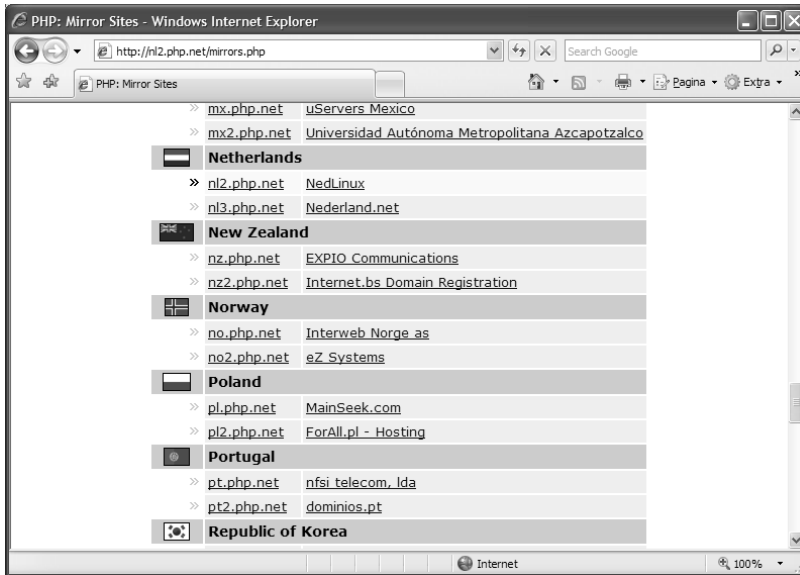 PHP: Mirror Sites - Windows Internet Explorer
http://nl2.php.net/mirrors.php
Search Google
PHP: Mirror Sites
Pagina
Extra
»
» mx.php.net uServers Mexico
» mx2.php.net Universidad Autónoma Metropolitana Azcapotzalco
Netherlands
» nl2.php.net NedLinux
» nl3.php.net Nederland.net
New Zealand
» nz.php.net EXPIO Communications
» nz2.php.net Internet.bs Domain Registration
Norway
» no.php.net Interweb Norge as
» no2.php.net eZ Systems
Poland
» pl.php.net MainSeek.com
» pl2.php.net ForAll.pl - Hosting
Portugal
» pt.php.net nfsi telecom, lda
» pt2.php.net dominios.pt
Republic of Korea
Internet
100%